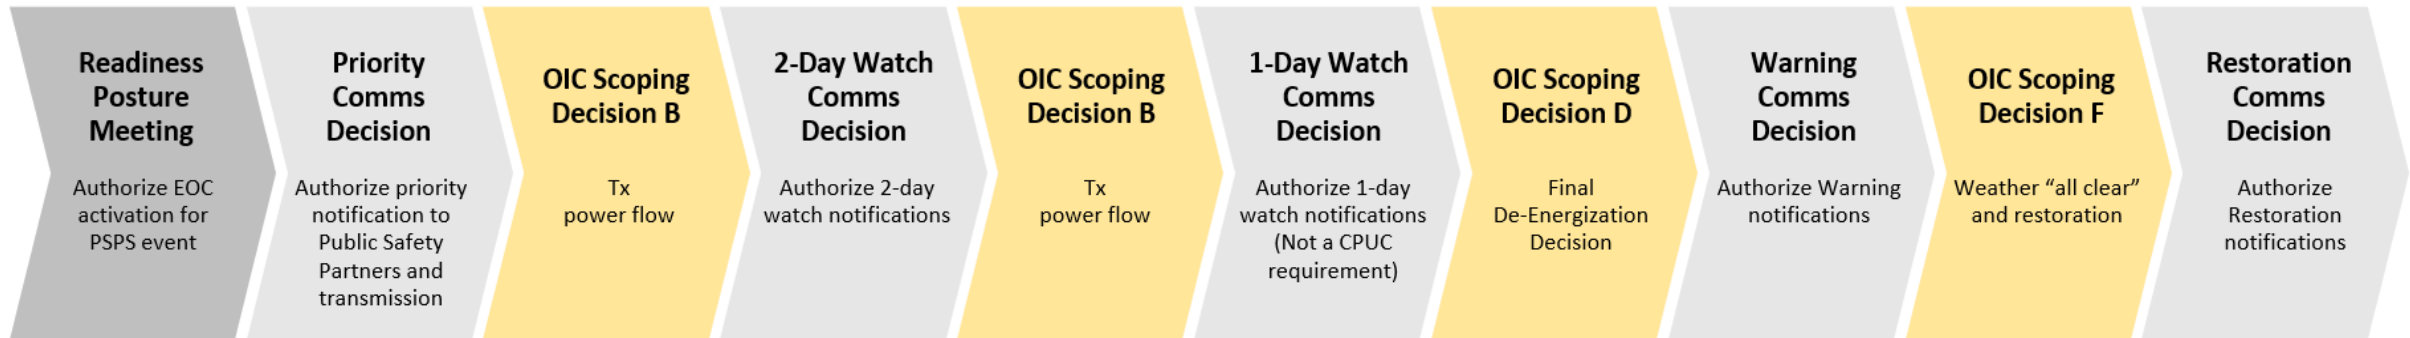 Readiness
Posture
Meeting
Authorize EOC
activation for
PSPS event
Priority
Comms
Decision
Authorize priority
notification to
Public Safety
Partners and
transmission
OIC Scoping
Decision B
Tx
power flow
2-Day Watch
Comms
Decision
Authorize 2-day
watch notifications
OIC Scoping
Decision B
Tx
power flow
1-Day Watch
Comms
Decision
Authorize 1-day
watch notifications
(Not a CPUC
requirement)
OIC Scoping
Decision D
Final
De-Energization
Decision
Warning
Comms
Decision
Authorize Warning
notifications
OIC Scoping
Decision F
Weather “all clear”
and restoration
Restoration
Comms
Decision
Authorize
Restoration
notifications